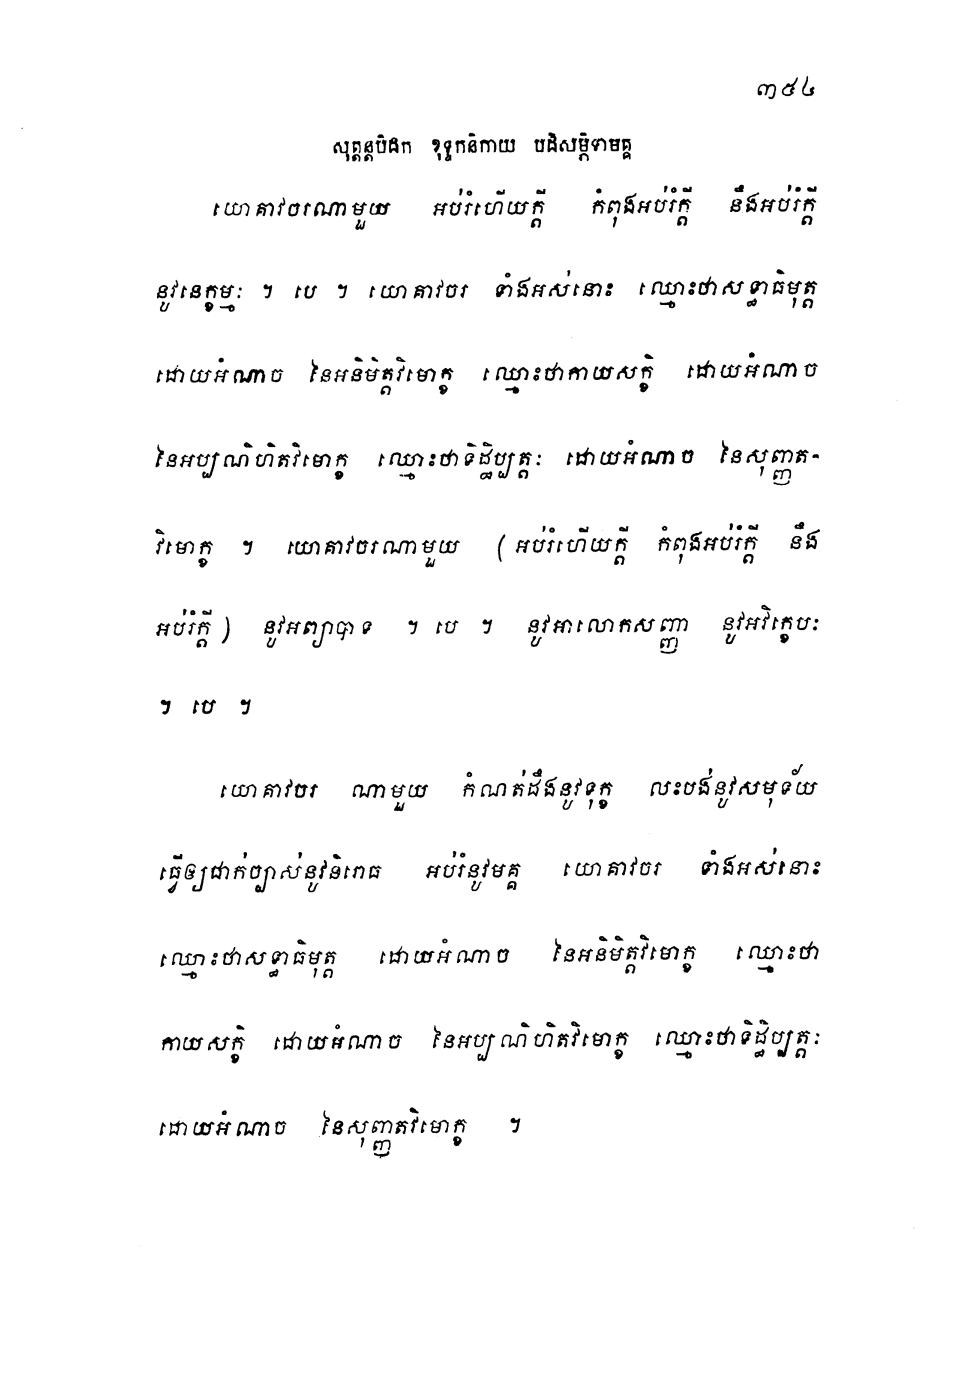 ៣៥៤
សុត្តន្តបិដក ខុទ្ទកនិកាយ បដិសម្ភិទាមគ្គ
យោគាវចរណាមួយ អប់រំហើយក្តី កំពុងអប់រំក្តី នឹងអប់រំក្តី
នូវនេក្ខម្មៈ ។ បេ ។ យោគាវចរ ទាំងអស់នោះ ឈ្មោះថាសទ្ធាធិមុត្ត
ដោយអំណាច នៃអនិមិត្តវិមោក្ខ ឈ្មោះថាកាយសក្ខិ ដោយអំណាច
នៃអប្បណិហិតវិមោក្ខ ឈ្មោះថាទិដ្ឋិប្បត្តៈ ដោយអំណាច នៃសុញ្ញត-
វិមោក្ខ ។ យោគាវចរណាមួយ (អប់រំហើយក្តី កំពុងអប់រំក្តី នឹង
អប់រំក្តី) នូវអព្យាបាទ ។ បេ ។ នូវអាលោកសញ្ញា នូវអវិក្ខេបៈ
។ បេ ។
យោគាវចរ ណាមួយ កំណត់ដឹងនូវទុក្ខ លះបង់នូវសមុទ័យ
ធ្វើឲ្យជាក់ច្បាស់នូវនិរោធ អប់រំនូវមគ្គ យោគាវចរ ទាំងអស់នោះ
ឈ្មោះថាសទ្ធាធិមុត្ត ដោយអំណាច នៃអនិមិត្តវិមោក្ខ ឈ្មោះថា
កាយសក្ខិ ដោយអំណាច នៃអប្បណិហិតវិមោក្ខ ឈ្មោះថាទិដ្ឋិប្បត្តៈ
ដោយអំណាច នៃសុញ្ញតវិមោក្ខ ។